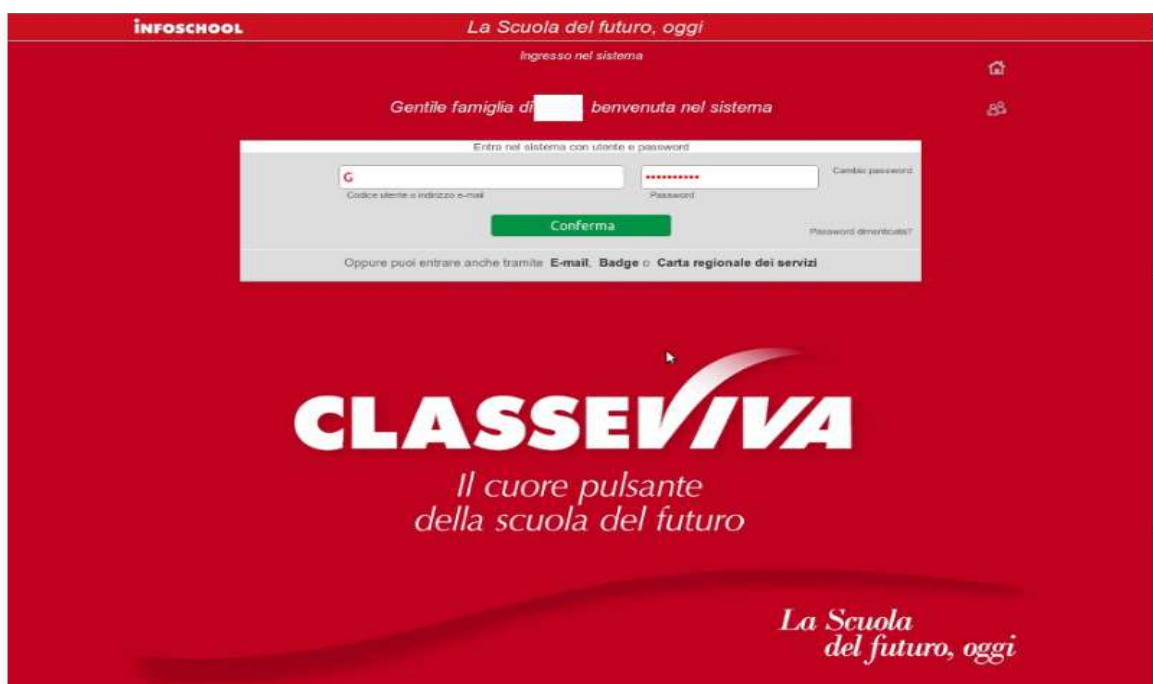 INFOSCHOOL
La Scuola del futuro, oggi
Ingresso nel sistema
Gentile famiglia di benvenuta nel sistema
Entra nel sistema con utente e password
G ••••••••••
Cambio password
Codice utente o indirizzo e-mail Password
Conferma
Password dimenticata?
Oppure puoi entrare anche tramite E-mail, Badge o Carta regionale dei servizi
CLASSEVIVA
Il cuore pulsante
della scuola del futuro
La Scuola
del futuro, oggi